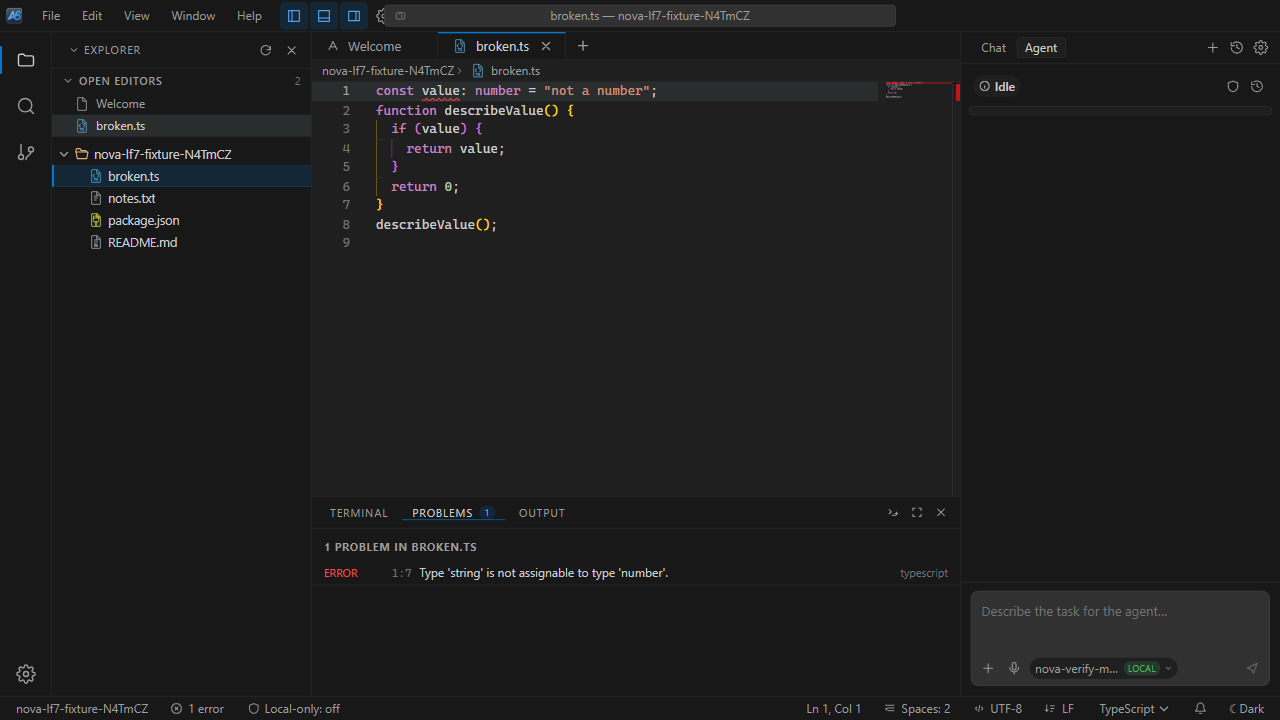 File Edit View Window Help
broken.ts — nova-lf7-fixture-N4TmCZ
EXPLORER
OPEN EDITORS 2
Welcome
broken.ts
nova-lf7-fixture-N4TmCZ
broken.ts
notes.txt
package.json
README.md
Welcome broken.ts
nova-lf7-fixture-N4TmCZ › broken.ts
1 const value: number = "not a number";
2 function describeValue() {
3 if (value) {
4 return value;
5 }
6 return 0;
7 }
8 describeValue();
9
TERMINAL PROBLEMS 1 OUTPUT
1 PROBLEM IN BROKEN.TS
ERROR 1:7 Type 'string' is not assignable to type 'number'. typescript
Chat Agent
Idle
Describe the task for the agent...
nova-verify-m... LOCAL
nova-lf7-fixture-N4TmCZ 1 error Local-only: off Ln 1, Col 1 Spaces: 2 UTF-8 LF TypeScript Dark